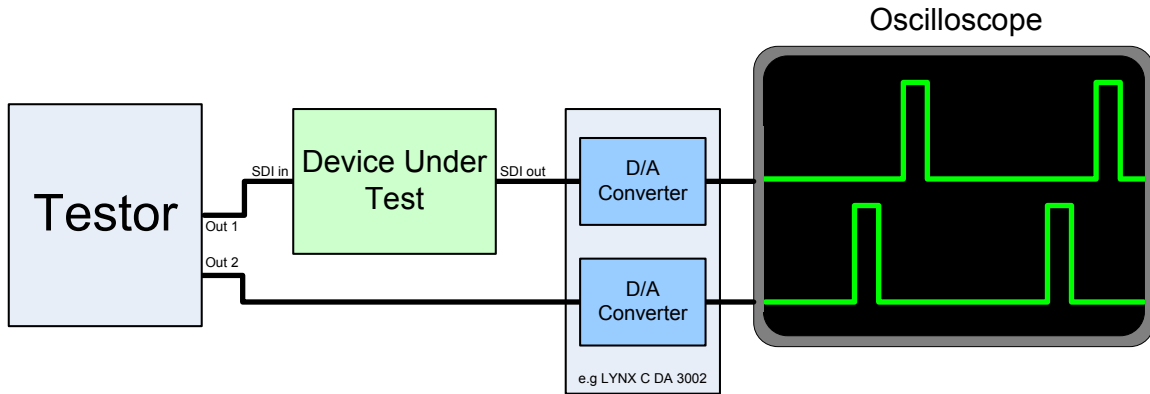 Oscilloscope
Testor
Out 1
Out 2
SDI in
Device Under
Test
SDI out
D/A
Converter
D/A
Converter
e.g LYNX C DA 3002